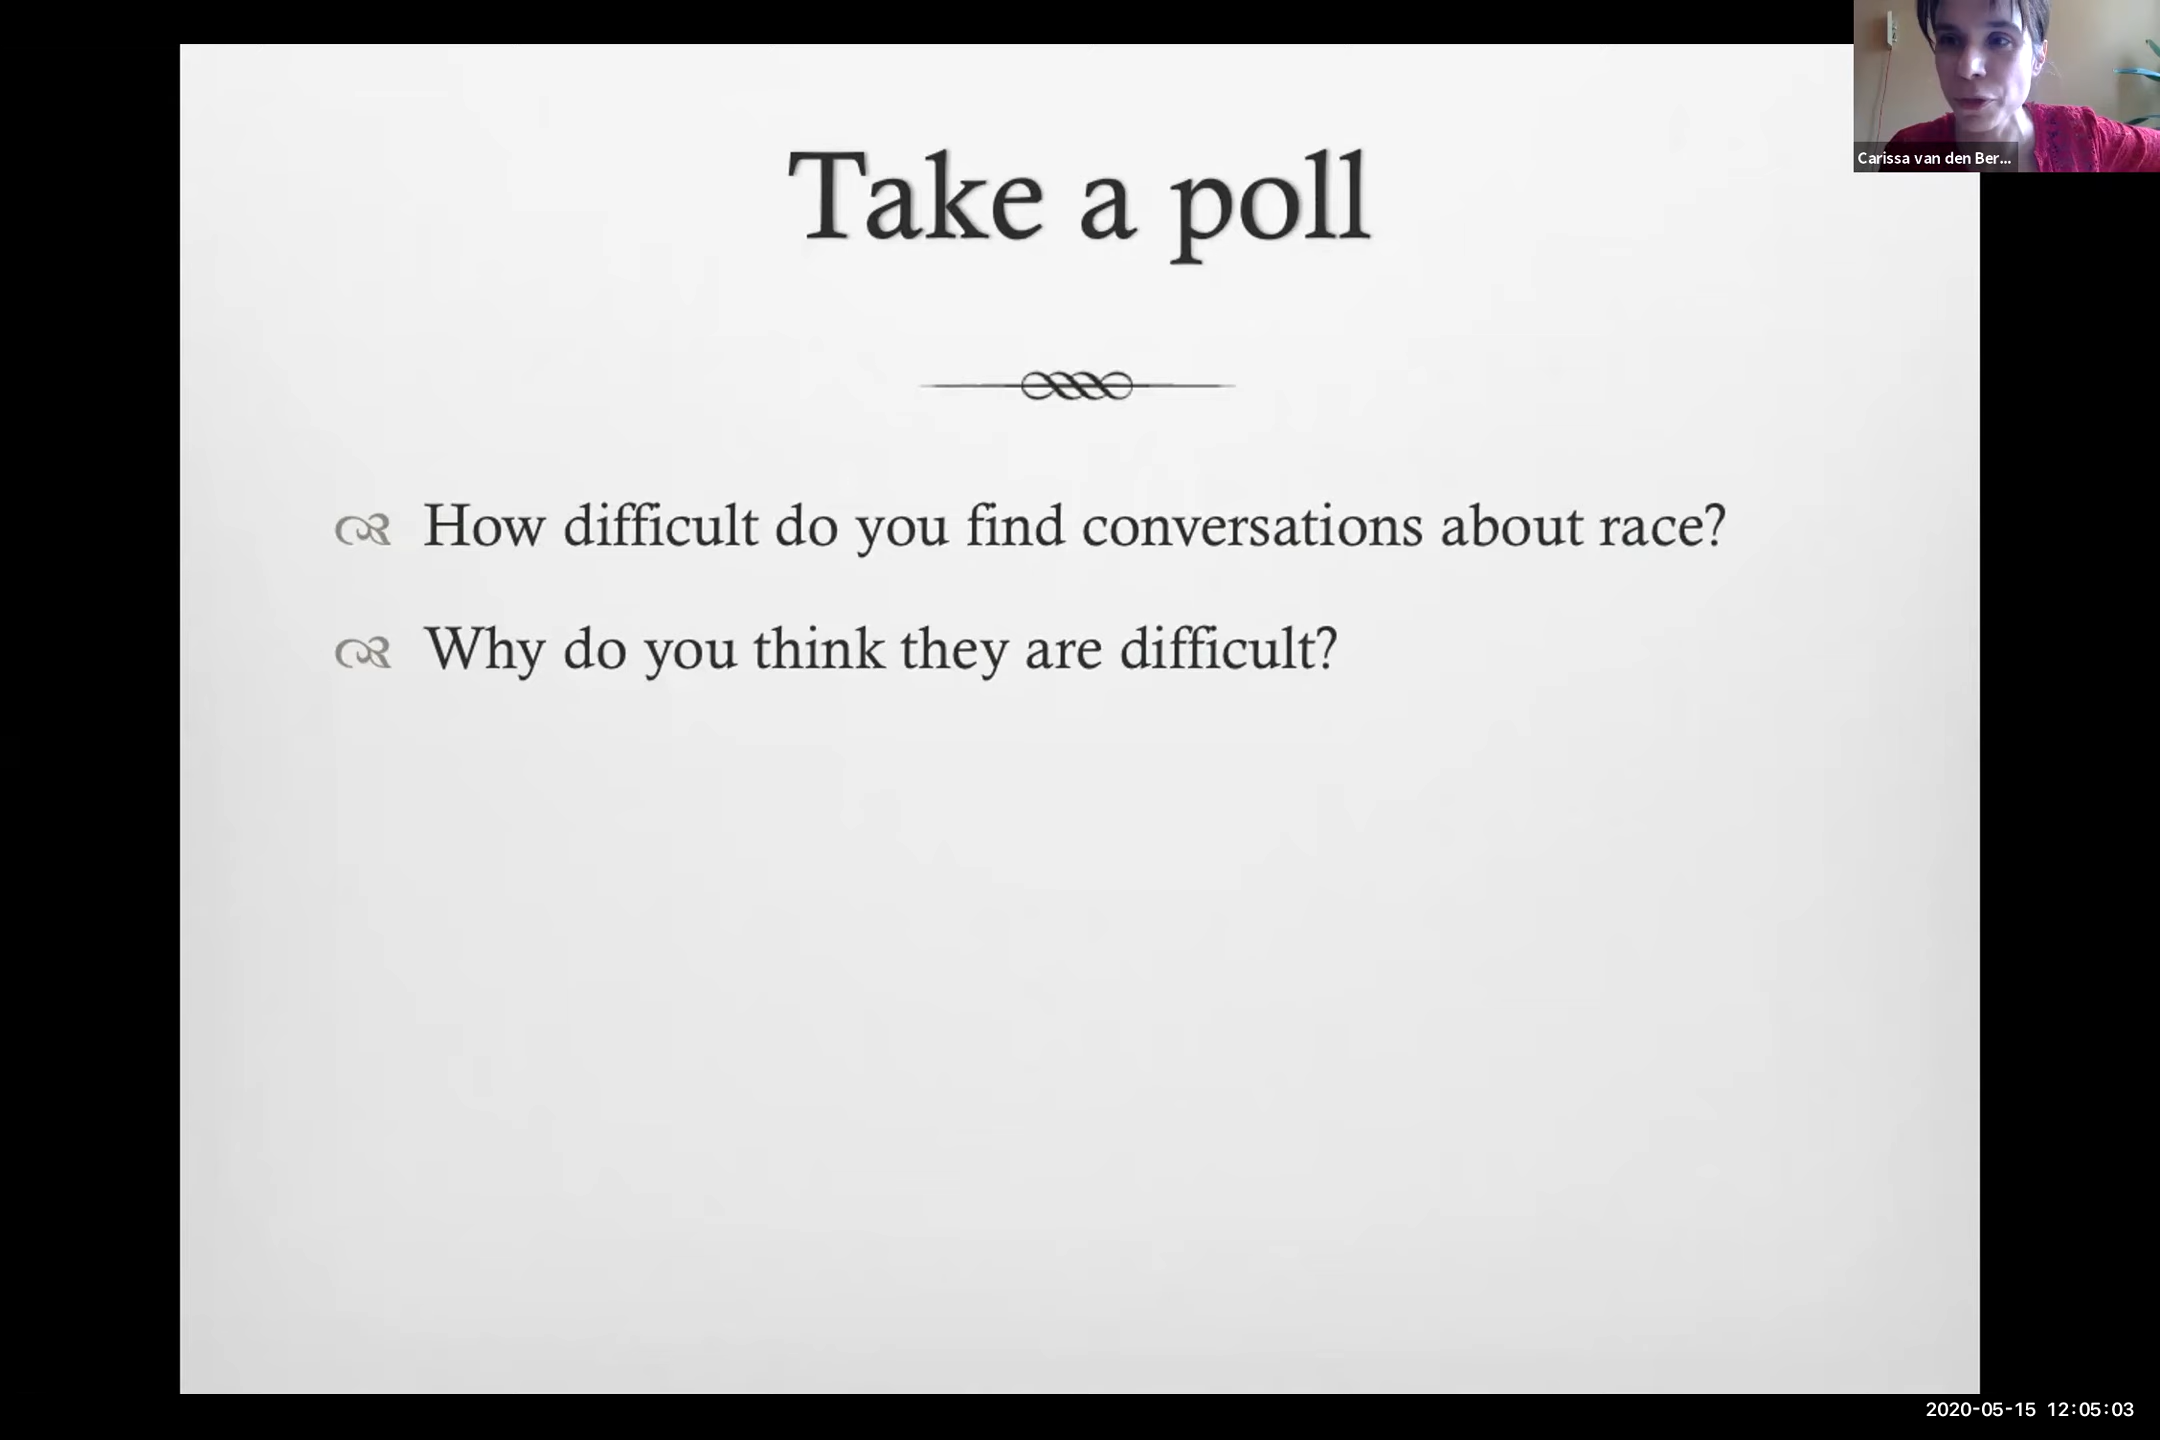 Carissa van den Ber...
Take a poll
How difficult do you find conversations about race?
Why do you think they are difficult?
2020-05-15 12:05:03